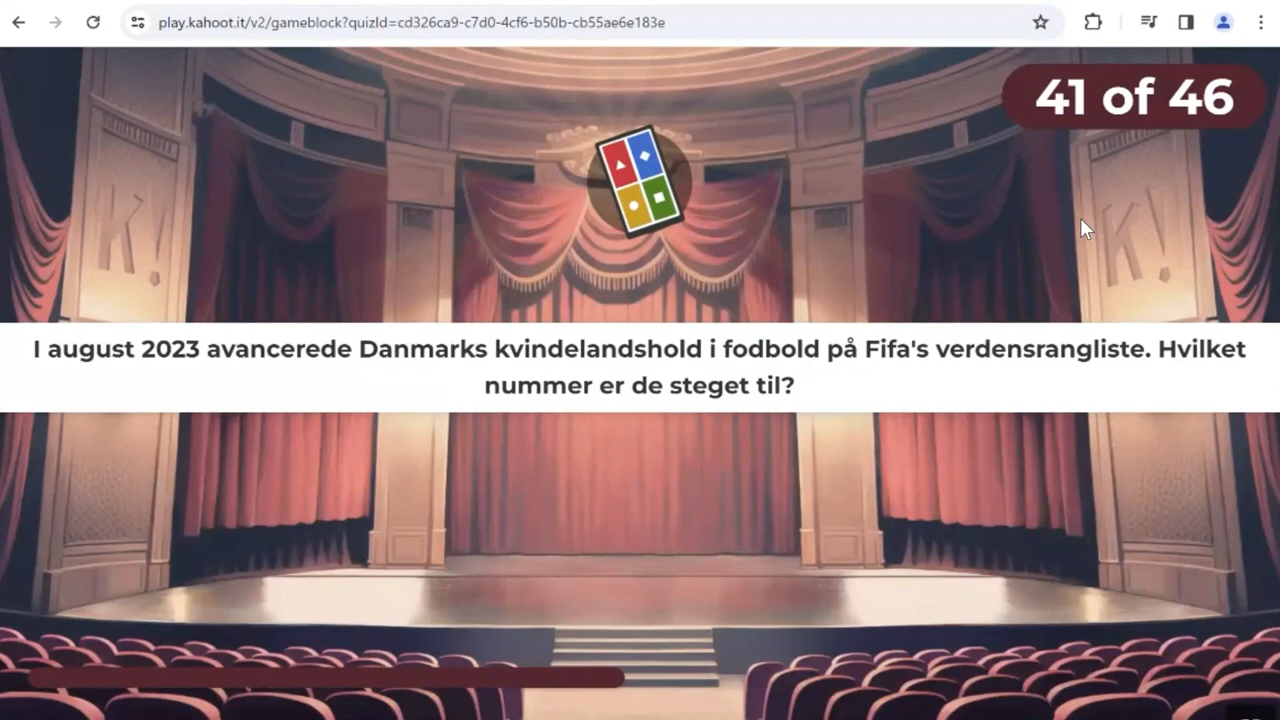 play.kahoot.it/v2/gameblock?quizId=cd326ca9-c7d0-4cf6-b50b-cb55ae6e183e
41 of 46
K!
K!
I august 2023 avancerede Danmarks kvindelandshold i fodbold på Fifa's verdensrangliste. Hvilket
nummer er de steget til?